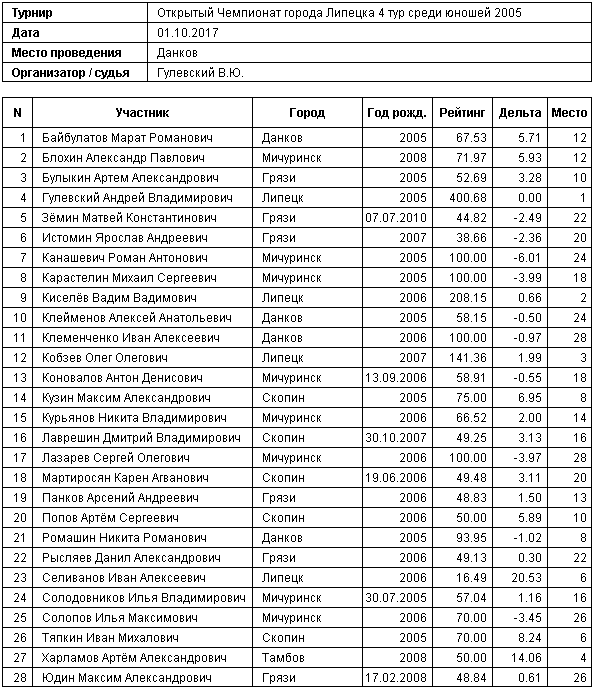 Турнир Открытый Чемпионат города Липецка 4 тур среди юношей 2005
Дата 01.10.2017
Место проведения Данков
Организатор / судья Гулевский В.Ю.
N Участник Город Год рожд. Рейтинг Дельта Место
1 Байбулатов Марат Романович Данков 2005 67.53 5.71 12
2 Блохин Александр Павлович Мичуринск 2008 71.97 5.93 12
3 Булыкин Артем Александрович Грязи 2005 52.69 3.28 10
4 Гулевский Андрей Владимирович Липецк 2005 400.68 0.00 1
5 Зёмин Матвей Константинович Грязи 07.07.2010 44.82 -2.49 22
6 Истомин Ярослав Андреевич Грязи 2007 38.66 -2.36 20
7 Канашевич Роман Антонович Мичуринск 2005 100.00 -6.01 24
8 Карастелин Михаил Сергеевич Мичуринск 2005 100.00 -3.99 18
9 Киселёв Вадим Вадимович Липецк 2006 208.15 0.66 2
10 Клейменов Алексей Анатольевич Данков 2005 58.15 -0.50 24
11 Клеменченко Иван Алексеевич Данков 2006 100.00 -0.97 28
12 Кобзев Олег Олегович Липецк 2007 141.36 1.99 3
13 Коновалов Антон Денисович Мичуринск 13.09.2006 58.91 -0.55 18
14 Кузин Максим Александрович Скопин 2005 75.00 6.95 8
15 Курьянов Никита Владимирович Мичуринск 2006 66.52 2.00 14
16 Лаврешин Дмитрий Владимирович Скопин 30.10.2007 49.25 3.13 16
17 Лазарев Сергей Олегович Мичуринск 2006 100.00 -3.97 28
18 Мартиросян Карен Агванович Скопин 19.06.2006 49.48 3.11 20
19 Панков Арсений Андреевич Грязи 2006 48.83 1.50 13
20 Попов Артём Сергеевич Скопин 2006 50.00 5.89 10
21 Ромашин Никита Романович Данков 2005 93.95 -1.02 8
22 Рысляев Данил Александрович Грязи 2006 49.13 0.30 22
23 Селиванов Иван Алексеевич Липецк 2006 16.49 20.53 6
24 Солодовников Илья Владимирович Мичуринск 30.07.2005 57.04 1.16 16
25 Солопов Илья Максимович Мичуринск 2006 70.00 -3.45 26
26 Тяпкин Иван Михалович Скопин 2005 70.00 8.24 6
27 Харламов Артём Александрович Тамбов 2008 50.00 14.06 4
28 Юдин Максим Александрович Грязи 17.02.2008 48.84 0.61 26